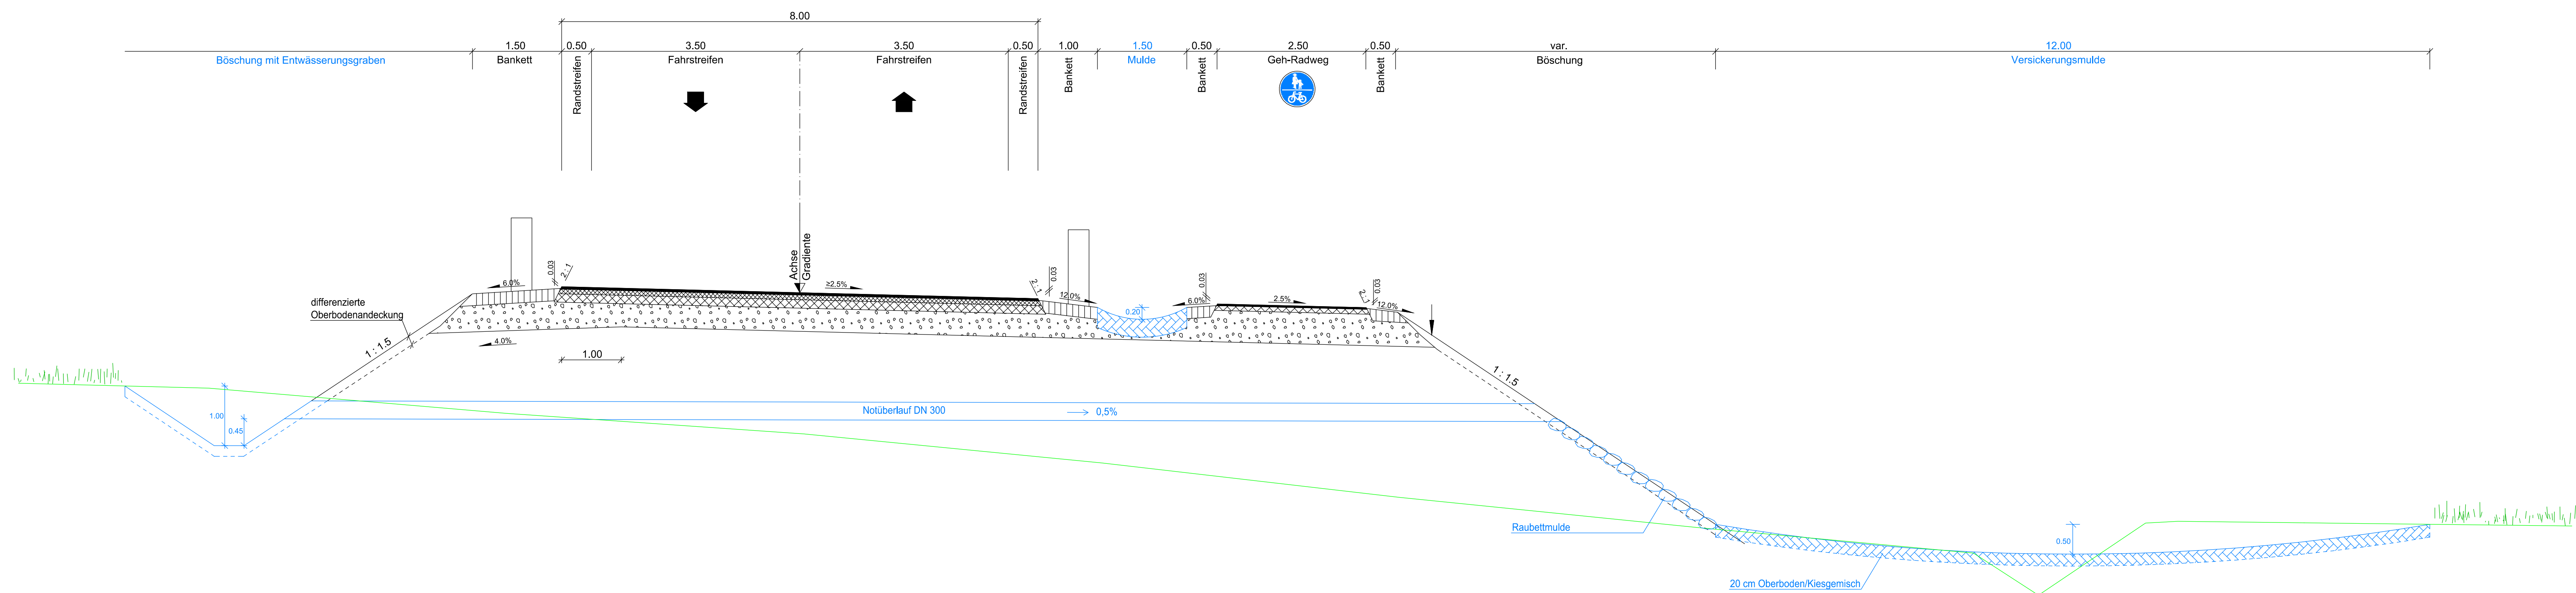 8.00
1.50 0.50 3.50 3.50 0.50 1.00 1.50 0.50 2.50 0.50 var. 12.00
Böschung mit Entwässerungsgraben Bankett Randstreifen Fahrstreifen Fahrstreifen Randstreifen Bankett Mulde Bankett Geh-Radweg Bankett Böschung Versickerungsmulde
Achse
Gradiente
6.0% 0.03 2:1 ≥2.5% 2:1 0.03 12.0% 0.20 6.0% 0.03 2.5% 2:1 0.03 12.0%
differenzierte
Oberbodenandeckung
1 : 1.5
4.0%
1.00
1 : 1.5
1.00
0.45
Notüberlauf DN 300 0,5%
Raubettmulde
0.50
20 cm Oberboden/Kiesgemisch